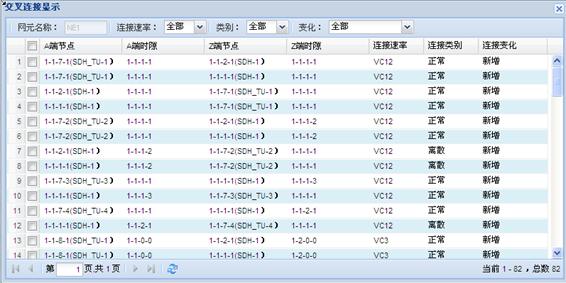 交叉连接显示
网元名称： NE1 连接速率： 全部 类别： 全部 变化： 全部
A端节点 A端时隙 Z端节点 Z端时隙 连接速率 连接类别 连接变化
1 1-1-7-1(SDH_TU-1) 1-1-1-1 1-1-2-1(SDH-1) 1-1-1-1 VC12 正常 新增
2 1-1-7-1(SDH_TU-1) 1-1-1-1 1-1-1-1(SDH-1) 1-1-1-1 VC12 正常 新增
3 1-1-2-1(SDH-1) 1-1-1-1 1-1-7-1(SDH_TU-1) 1-1-1-1 VC12 正常 新增
4 1-1-1-1(SDH-1) 1-1-1-1 1-1-7-1(SDH_TU-1) 1-1-1-1 VC12 正常 新增
5 1-1-7-2(SDH_TU-2) 1-1-1-1 1-1-2-1(SDH-1) 1-1-1-2 VC12 正常 新增
6 1-1-7-2(SDH_TU-2) 1-1-1-1 1-1-1-1(SDH-1) 1-1-1-2 VC12 正常 新增
7 1-1-2-1(SDH-1) 1-1-1-2 1-1-7-2(SDH_TU-2) 1-1-1-1 VC12 离散 新增
8 1-1-1-1(SDH-1) 1-1-1-2 1-1-7-2(SDH_TU-2) 1-1-1-1 VC12 离散 新增
9 1-1-7-3(SDH_TU-3) 1-1-1-1 1-1-1-1(SDH-1) 1-1-1-3 VC12 正常 新增
10 1-1-1-1(SDH-1) 1-1-1-3 1-1-7-3(SDH_TU-3) 1-1-1-1 VC12 正常 新增
11 1-1-7-4(SDH_TU-4) 1-1-1-1 1-1-1-1(SDH-1) 1-1-2-1 VC12 正常 新增
12 1-1-1-1(SDH-1) 1-1-2-1 1-1-7-4(SDH_TU-4) 1-1-1-1 VC12 离散 新增
13 1-1-8-1(SDH_TU-1) 1-1-0-0 1-1-2-1(SDH-1) 1-2-0-0 VC3 正常 新增
14 1-1-8-1(SDH_TU-1) 1-1-0-0 1-1-1-1(SDH-1) 1-2-0-0 VC3 正常 新增
第 1 页,共 1 页 当前 1 - 82 , 总数 82